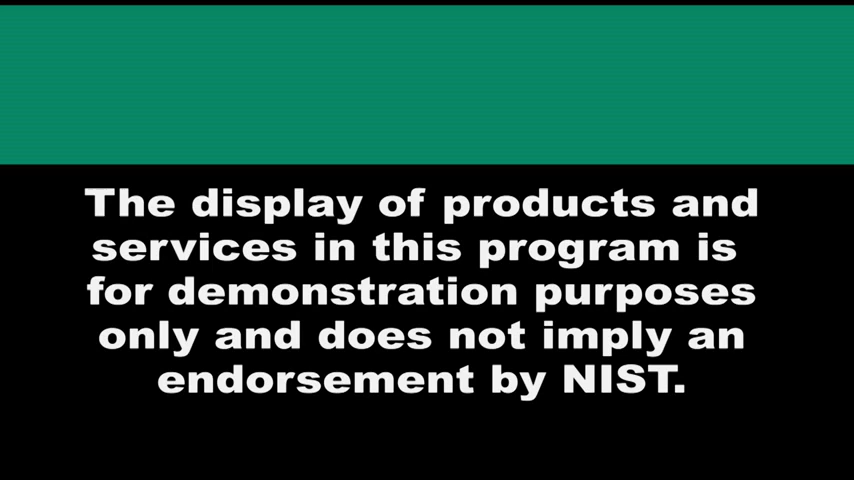 The display of products and
services in this program is
for demonstration purposes
only and does not imply an
endorsement by NIST.